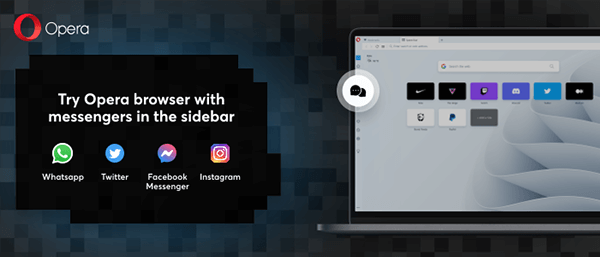 Opera
Try Opera browser with
messengers in the sidebar
Whatsapp
Twitter
Facebook
Messenger
Instagram